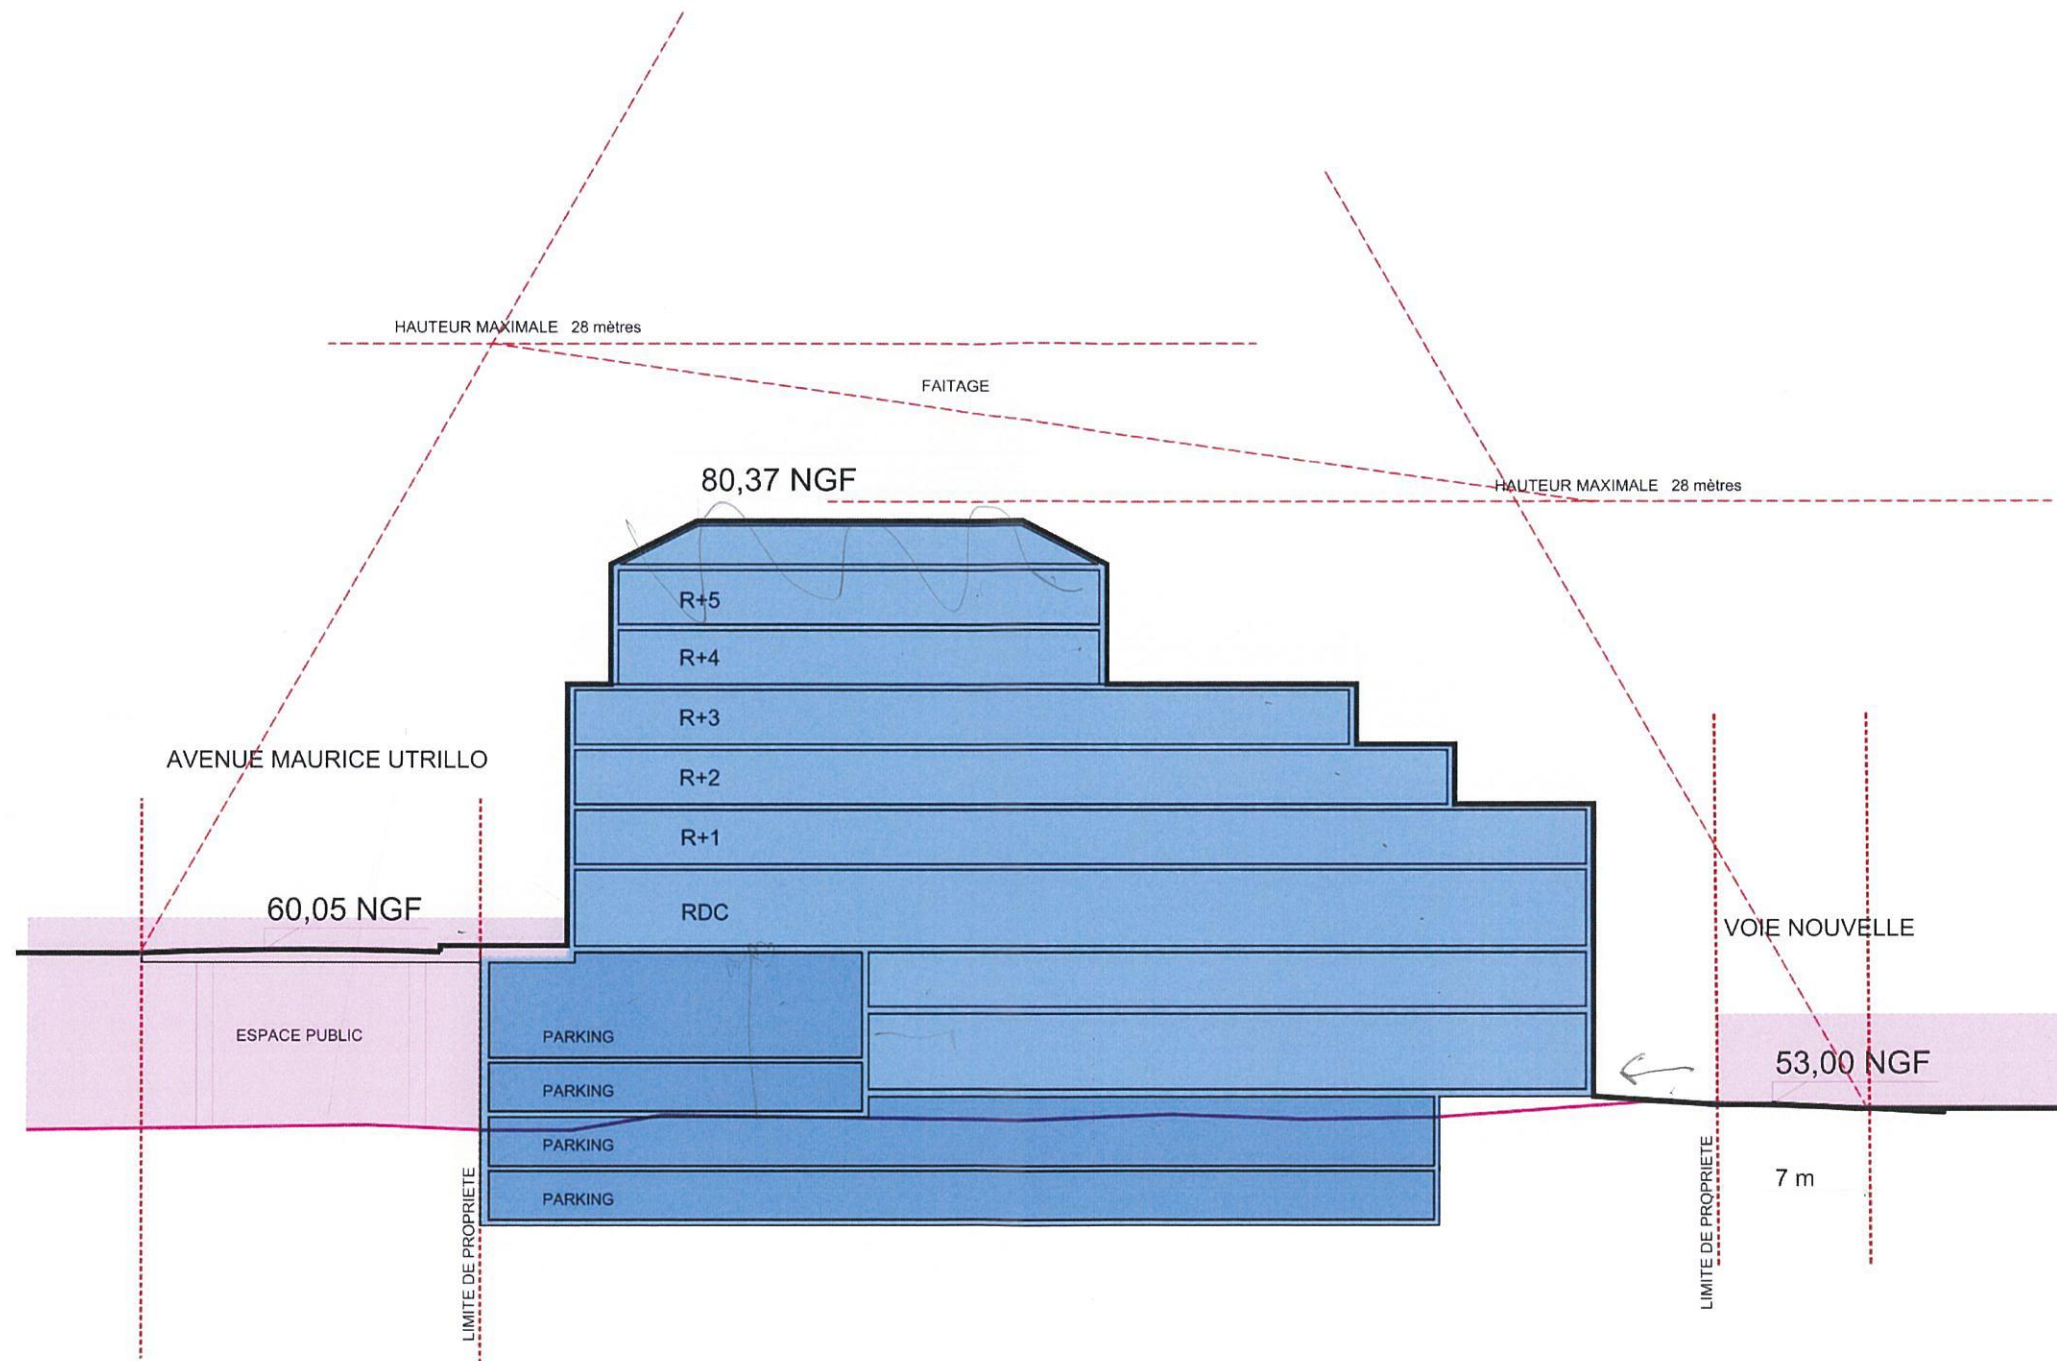 HAUTEUR MAXIMALE 28 mètres
FAITAGE
80,37 NGF
HAUTEUR MAXIMALE 28 mètres
R+5
R+4
R+3
AVENUE MAURICE UTRILLO
R+2
R+1
60,05 NGF
RDC
VOIE NOUVELLE
ESPACE PUBLIC
PARKING
53,00 NGF
PARKING
PARKING
7 m
PARKING
LIMITE DE PROPRIETE
LIMITE DE PROPRIETE